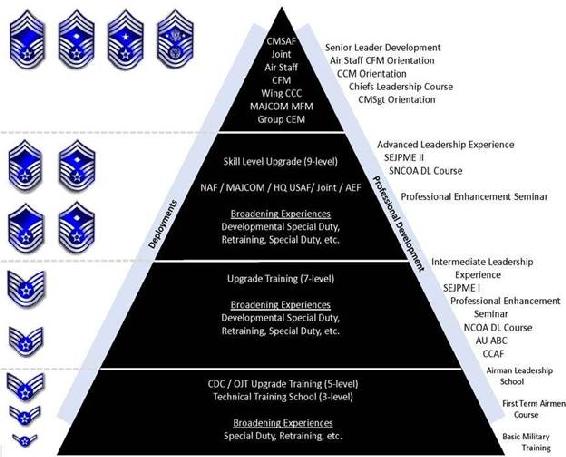 CMSAF
Joint
Air Staff
CFM
Wing CCC
MAJCOM MFM
Group CEM
Senior Leader Development
Air Staff CFM Orientation
CCM Orientation
Chiefs Leadership Course
CMSgt Orientation
Skill Level Upgrade (9-level)
NAF / MAJCOM / HQ USAF/ Joint / AEF
Broadening Experiences
Developmental Special Duty,
Retraining, Special Duty, etc.
Advanced Leadership Experience
SEJPME II
SNCOA DL Course
Professional Enhancement Seminar
Deployments
Professional Development
Upgrade Training (7-level)
Broadening Experiences
Developmental Special Duty,
Retraining, Special Duty, etc.
Intermediate Leadership
Experience
SEJPME I
Professional Enhancement
Seminar
NCOA DL Course
AU ABC
CCAF
CDC / OJT Upgrade Training (5-level)
Technical Training School (3-level)
Broadening Experiences
Special Duty, Retraining, etc.
Airman Leadership
School
First Term Airmen
Course
Basic Military
Training